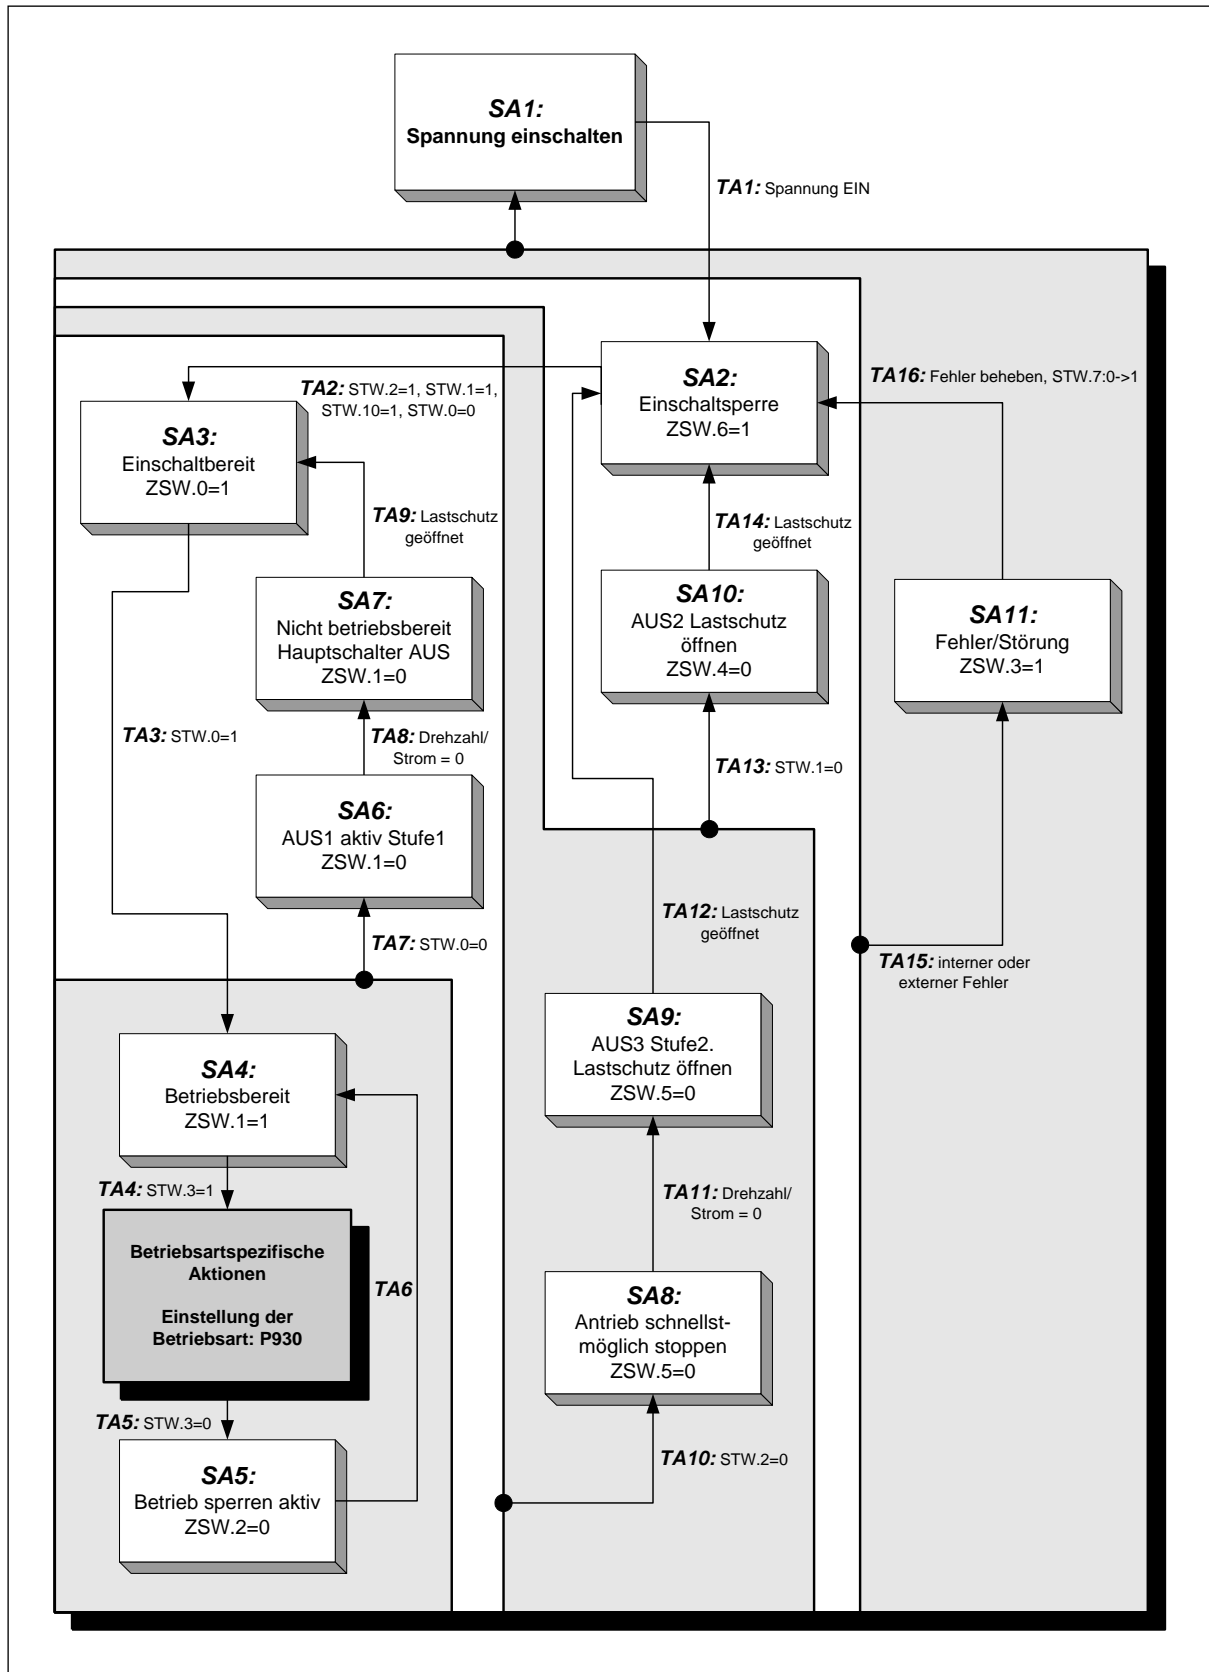 SA1:
Spannung einschalten
TA1: Spannung EIN
TA2: STW.2=1, STW.1=1,
STW.10=1, STW.0=0
SA2:
Einschaltsperre
ZSW.6=1
TA16: Fehler beheben, STW.7:0->1
SA3:
Einschaltbereit
ZSW.0=1
TA9: Lastschutz
geöffnet
TA14: Lastschutz
geöffnet
SA7:
Nicht betriebsbereit
Hauptschalter AUS
ZSW.1=0
SA10:
AUS2 Lastschutz
öffnen
ZSW.4=0
SA11:
Fehler/Störung
ZSW.3=1
TA3: STW.0=1
TA8: Drehzahl/
Strom = 0
TA13: STW.1=0
SA6:
AUS1 aktiv Stufe1
ZSW.1=0
TA12: Lastschutz
geöffnet
TA7: STW.0=0
TA15: interner oder
externer Fehler
SA9:
AUS3 Stufe2.
Lastschutz öffnen
ZSW.5=0
SA4:
Betriebsbereit
ZSW.1=1
TA4: STW.3=1
TA11: Drehzahl/
Strom = 0
Betriebsartspezifische
Aktionen
Einstellung der
Betriebsart: P930
TA6
SA8:
Antrieb schnellst-
möglich stoppen
ZSW.5=0
TA5: STW.3=0
TA10: STW.2=0
SA5:
Betrieb sperren aktiv
ZSW.2=0